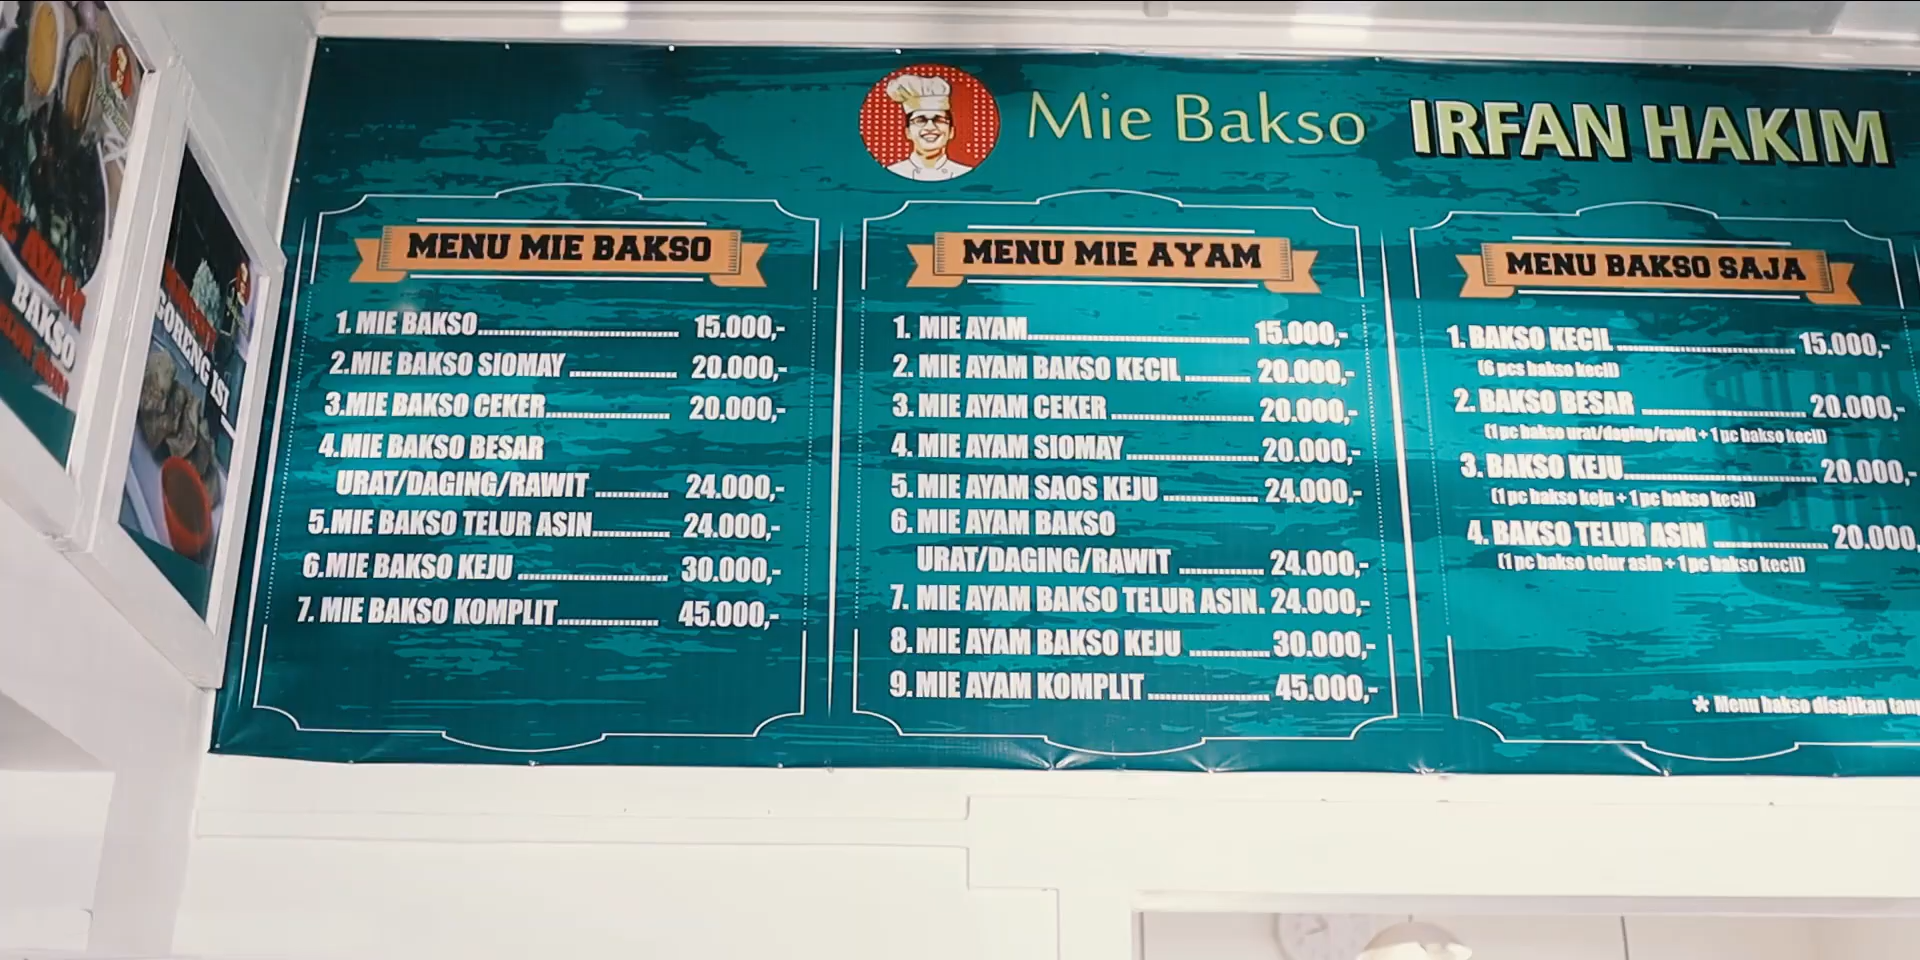 Mie Bakso IRFAN HAKIM
MENU MIE BAKSO
1. MIE BAKSO 15.000,-
2.MIE BAKSO SIOMAY 20.000,-
3.MIE BAKSO CEKER 20.000,-
4.MIE BAKSO BESAR
URAT/DAGING/RAWIT 24.000,-
5.MIE BAKSO TELUR ASIN 24.000,-
6.MIE BAKSO KEJU 30.000,-
7. MIE BAKSO KOMPLIT 45.000,-
MENU MIE AYAM
1. MIE AYAM 15.000,-
2. MIE AYAM BAKSO KECIL 20.000,-
3. MIE AYAM CEKER 20.000,-
4. MIE AYAM SIOMAY 20.000,-
5. MIE AYAM SAOS KEJU 24.000,-
6. MIE AYAM BAKSO
URAT/DAGING/RAWIT 24.000,-
7. MIE AYAM BAKSO TELUR ASIN. 24.000,-
8. MIE AYAM BAKSO KEJU 30.000,-
9. MIE AYAM KOMPLIT 45.000,-
MENU BAKSO SAJA
1. BAKSO KECIL 15.000,-
(6 pcs bakso kecil)
2. BAKSO BESAR 20.000,-
(1 pc bakso urat/daging/rawit + 1 pc bakso kecil)
3. BAKSO KEJU 20.000,-
(1 pc bakso keju + 1 pc bakso kecil)
4. BAKSO TELUR ASIN 20.000,
(1 pc bakso telur asin + 1 pc bakso kecil)
* Menu bakso disajikan
AYAM
BAKSO
GORENG ISI